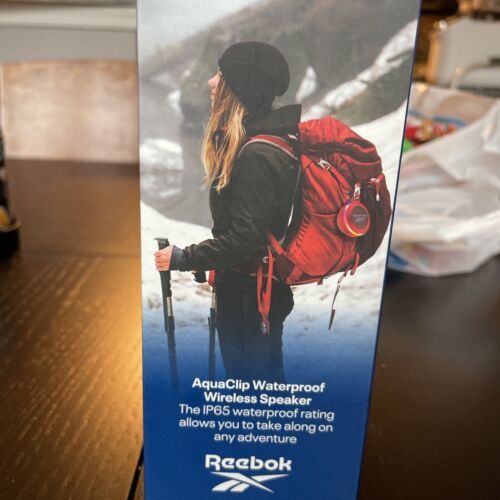 AquaClip Waterproof
Wireless Speaker
The IP65 waterproof rating
allows you to take along on
any adventure
Reebok